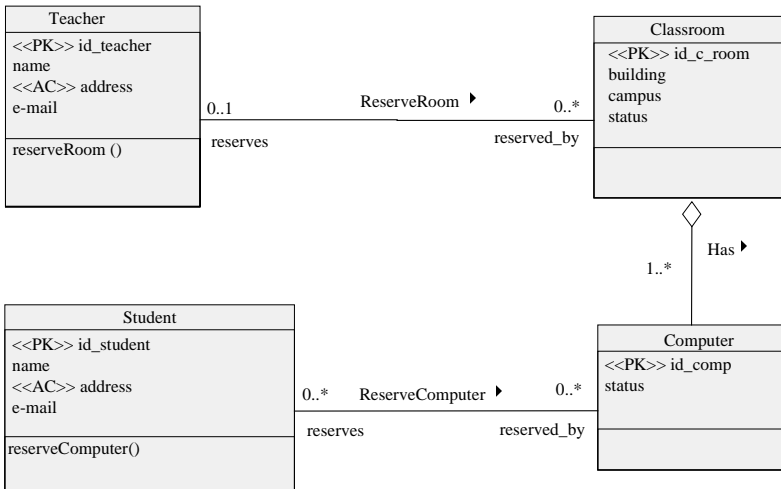 Teacher
<<PK>> id_teacher
name
<<AC>> address
e-mail
reserveRoom ()
0..1
reserves
ReserveRoom
0..*
reserved_by
Classroom
<<PK>> id_c_room
building
campus
status
Has
1..*
Student
<<PK>> id_student
name
<<AC>> address
e-mail
reserveComputer()
0..*
reserves
ReserveComputer
0..*
reserved_by
Computer
<<PK>> id_comp
status